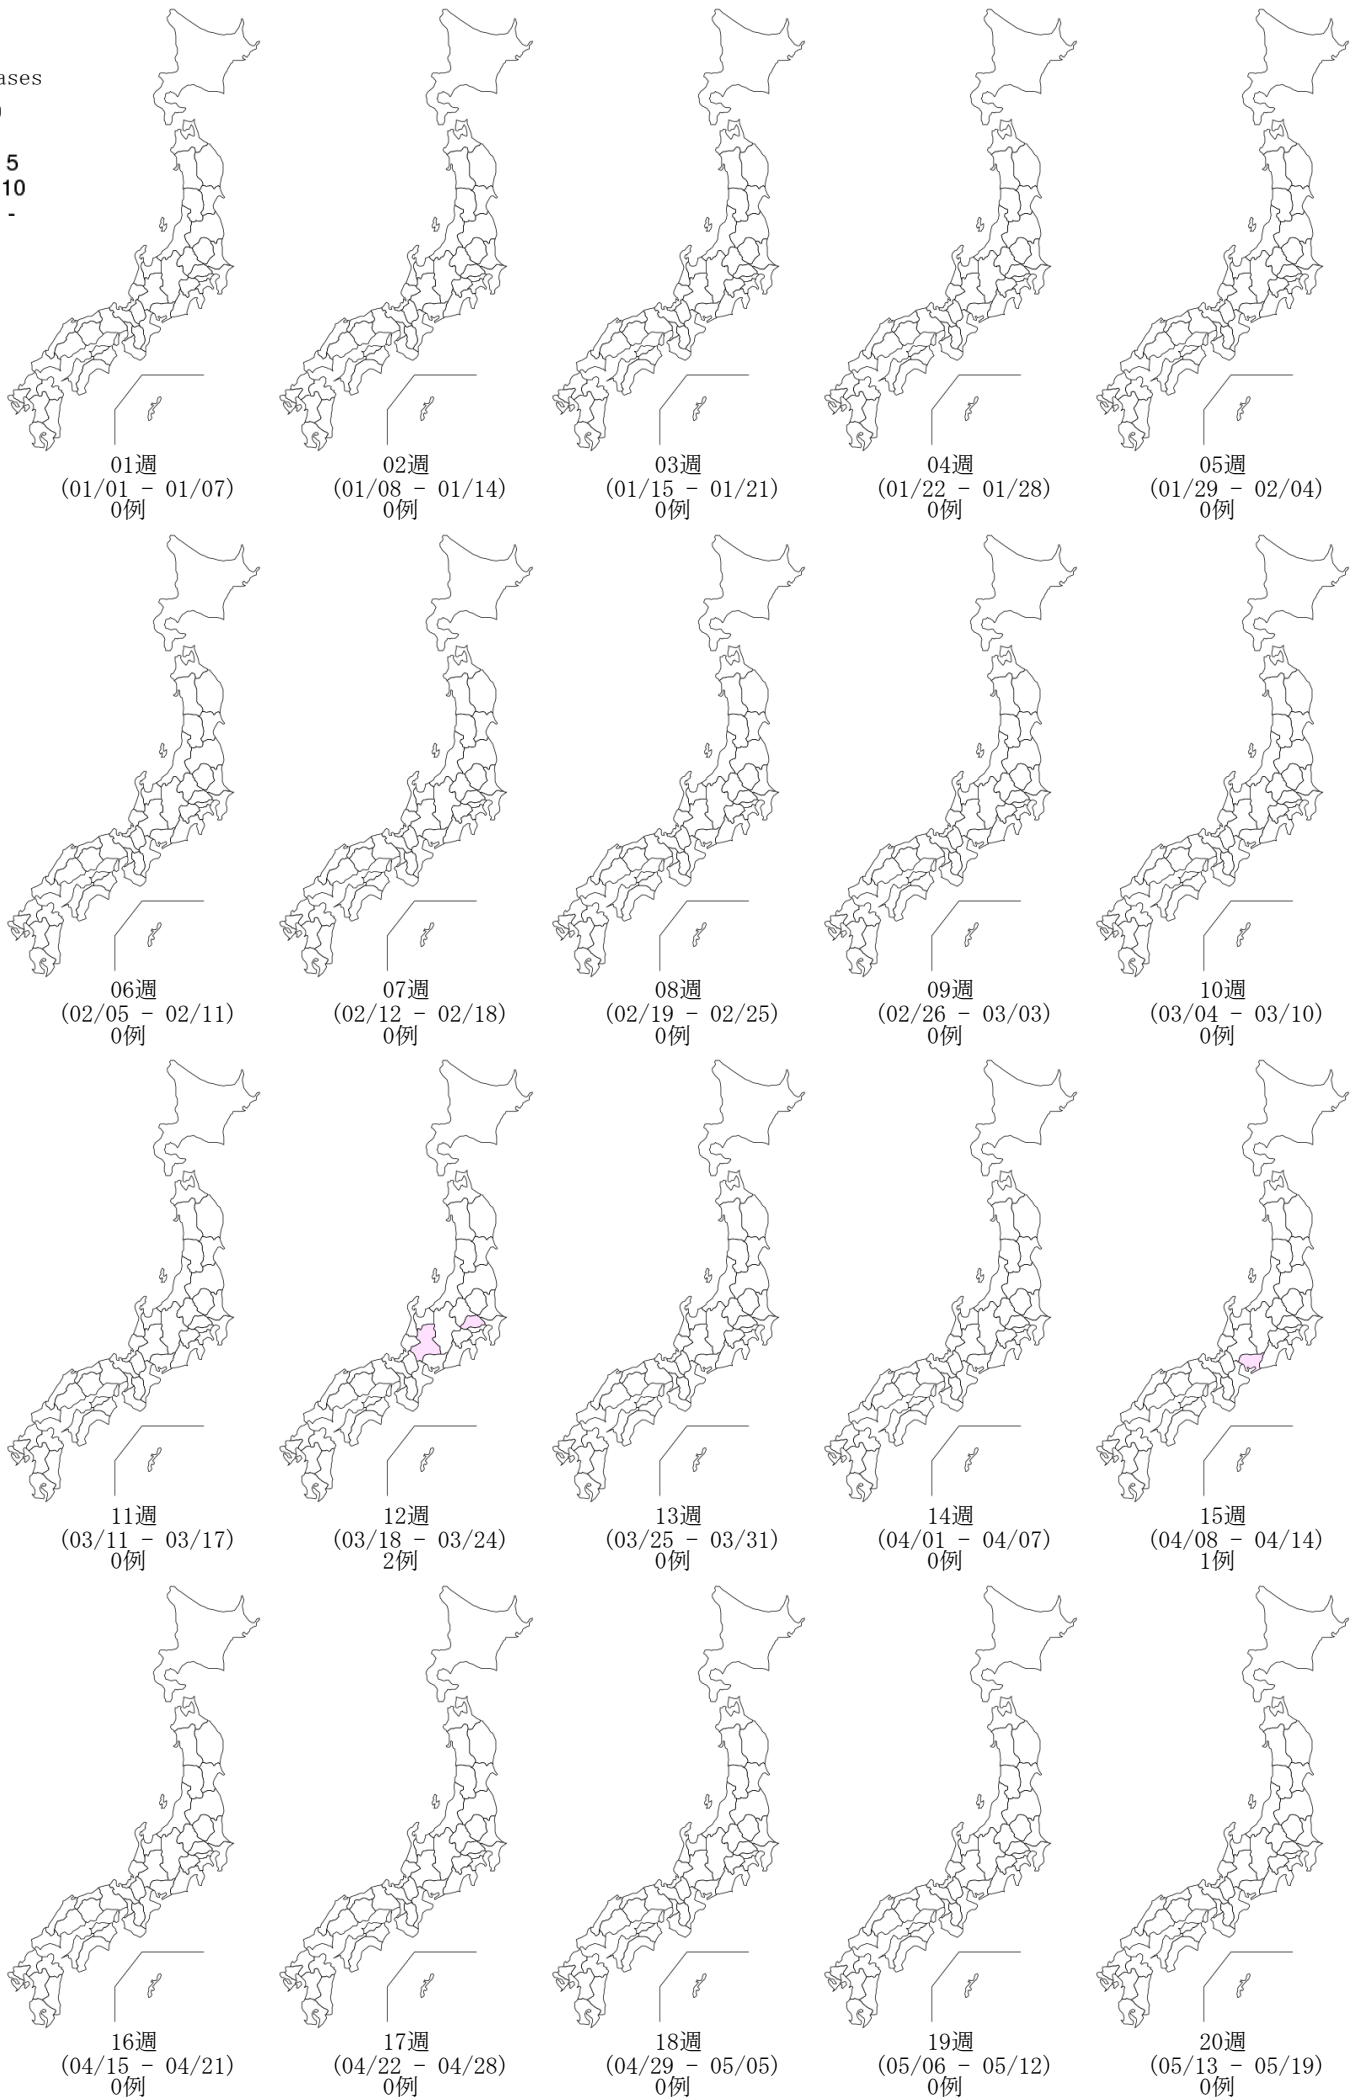 ases
5
10
-
01週
(01/01 - 01/07)
0例
02週
(01/08 - 01/14)
0例
03週
(01/15 - 01/21)
0例
04週
(01/22 - 01/28)
0例
05週
(01/29 - 02/04)
0例
06週
(02/05 - 02/11)
0例
07週
(02/12 - 02/18)
0例
08週
(02/19 - 02/25)
0例
09週
(02/26 - 03/03)
0例
10週
(03/04 - 03/10)
0例
11週
(03/11 - 03/17)
0例
12週
(03/18 - 03/24)
2例
13週
(03/25 - 03/31)
0例
14週
(04/01 - 04/07)
0例
15週
(04/08 - 04/14)
1例
16週
(04/15 - 04/21)
0例
17週
(04/22 - 04/28)
0例
18週
(04/29 - 05/05)
0例
19週
(05/06 - 05/12)
0例
20週
(05/13 - 05/19)
0例